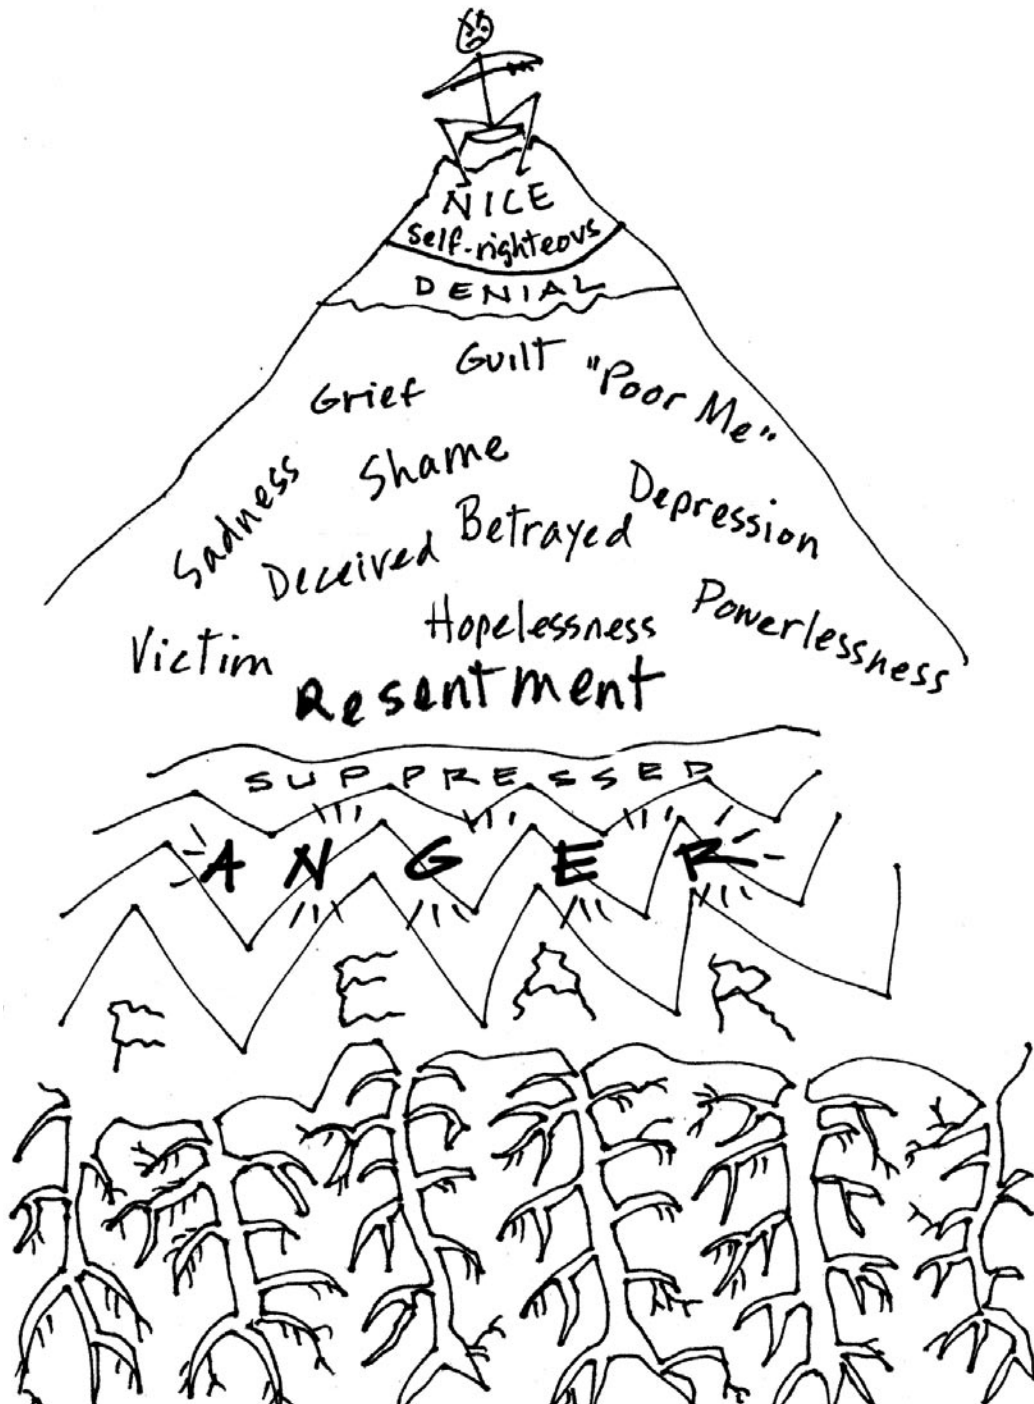 NICE
self-righteous
DENIAL
Guilt
Grief
"Poor Me"
Shame
Sadness
Depression
Betrayed
Deceived
Powerlessness
Hopelessness
Victim
Resentment
SUPPRESSED
ANGER
FEAR